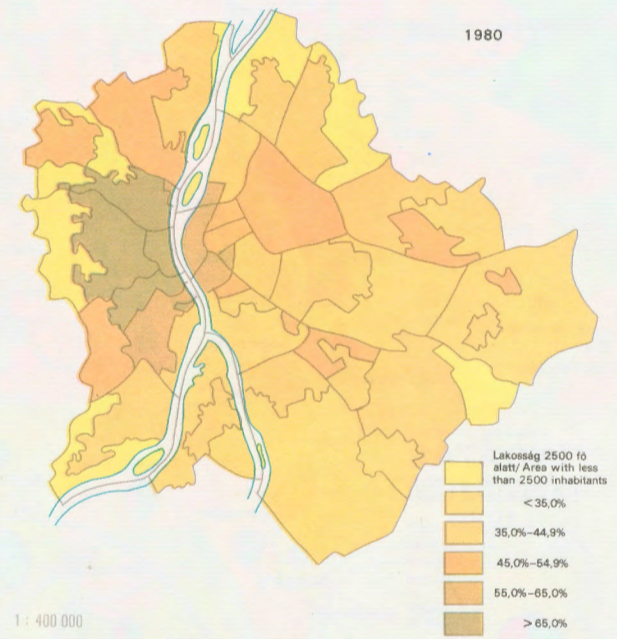 1980
Lakosság 2500 fő
alatt/Area with less
than 2500 inhabitants
<35,0%
35,0%–44,9%
45,0%–54,9%
55,0%–65,0%
>65,0%
1 : 400 000